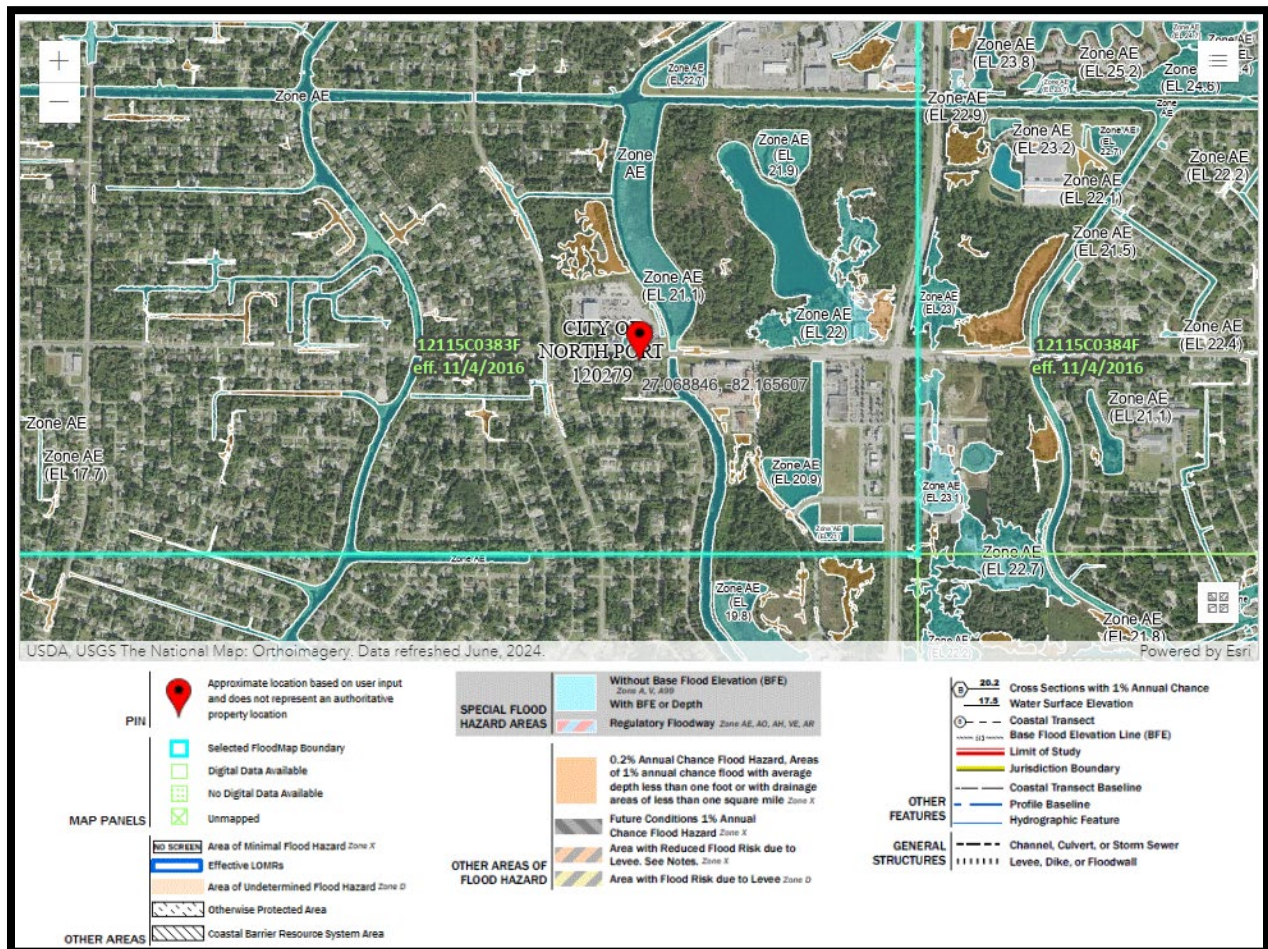 Zone AE
(EL 22.7)
Zone AE
(EL 23.8)
Zone AE
(EL 25.2)
Zone AE
(EL 24.6)
Zone AE
Zone AE
(EL 22.9)
Zone
AE
Zone AE
(EL 23.2)
Zone AE
(EL
22.7)
Zone AE
(EL
21.9)
Zone
AE
Zone AE
(EL 22.2)
Zone AE
(EL 22.1)
Zone AE
(EL 21.5)
Zone AE
(EL 21.1)
Zone AE
(EL 23)
Zone AE
(EL 22)
Zone AE
(EL 22.4)
CITY OF
NORTH PORT
120279
12115C0383F
eff. 11/4/2016
12115C0384F
eff. 11/4/2016
27.068846, -82.165607
Zone AE
(EL 21.1)
Zone AE
Zone AE
(EL 17.7)
Zone AE
(EL 20.9)
Zone AE
(EL 23.1)
Zone AE
Zone AE
Zone AE
(EL 22.7)
Zone AE
(EL
19.8)
Zone AE
(EL 21.8)
Zone AE
USDA, USGS The National Map: Orthoimagery. Data refreshed June, 2024.
Powered by Esri
PIN
Approximate location based on user input
and does not represent an authoritative
property location
MAP PANELS
Selected FloodMap Boundary
Digital Data Available
No Digital Data Available
Unmapped
OTHER AREAS
NO SCREEN Area of Minimal Flood Hazard Zone X
Effective LOMRs
Area of Undetermined Flood Hazard Zone D
Otherwise Protected Area
Coastal Barrier Resource System Area
SPECIAL FLOOD
HAZARD AREAS
Without Base Flood Elevation (BFE)
Zone A, V, A99
With BFE or Depth
Regulatory Floodway Zone AE, AO, AH, VE, AR
OTHER AREAS OF
FLOOD HAZARD
0.2% Annual Chance Flood Hazard, Areas
of 1% annual chance flood with average
depth less than one foot or with drainage
areas of less than one square mile Zone X
Future Conditions 1% Annual
Chance Flood Hazard Zone X
Area with Reduced Flood Risk due to
Levee. See Notes. Zone X
Area with Flood Risk due to Levee Zone D
OTHER
FEATURES
B 20.2 Cross Sections with 1% Annual Chance
17.5 Water Surface Elevation
8 Coastal Transect
513 Base Flood Elevation Line (BFE)
Limit of Study
Jurisdiction Boundary
Coastal Transect Baseline
Profile Baseline
Hydrographic Feature
GENERAL
STRUCTURES
Channel, Culvert, or Storm Sewer
Levee, Dike, or Floodwall